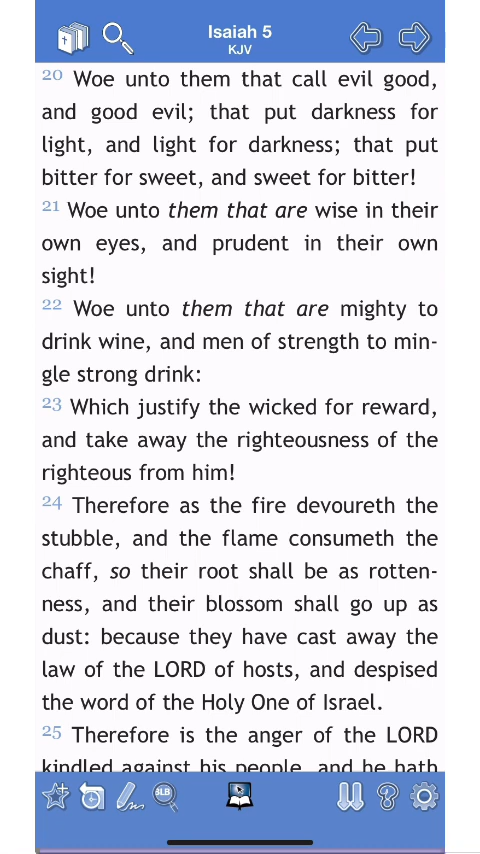 Isaiah 5
KJV
20 Woe unto them that call evil good,
and good evil; that put darkness for
light, and light for darkness; that put
bitter for sweet, and sweet for bitter!
21 Woe unto them that are wise in their
own eyes, and prudent in their own
sight!
22 Woe unto them that are mighty to
drink wine, and men of strength to min-
gle strong drink:
23 Which justify the wicked for reward,
and take away the righteousness of the
righteous from him!
24 Therefore as the fire devoureth the
stubble, and the flame consumeth the
chaff, so their root shall be as rotten-
ness, and their blossom shall go up as
dust: because they have cast away the
law of the LORD of hosts, and despised
the word of the Holy One of Israel.
25 Therefore is the anger of the LORD
kindled against his people, and he hath
BLB